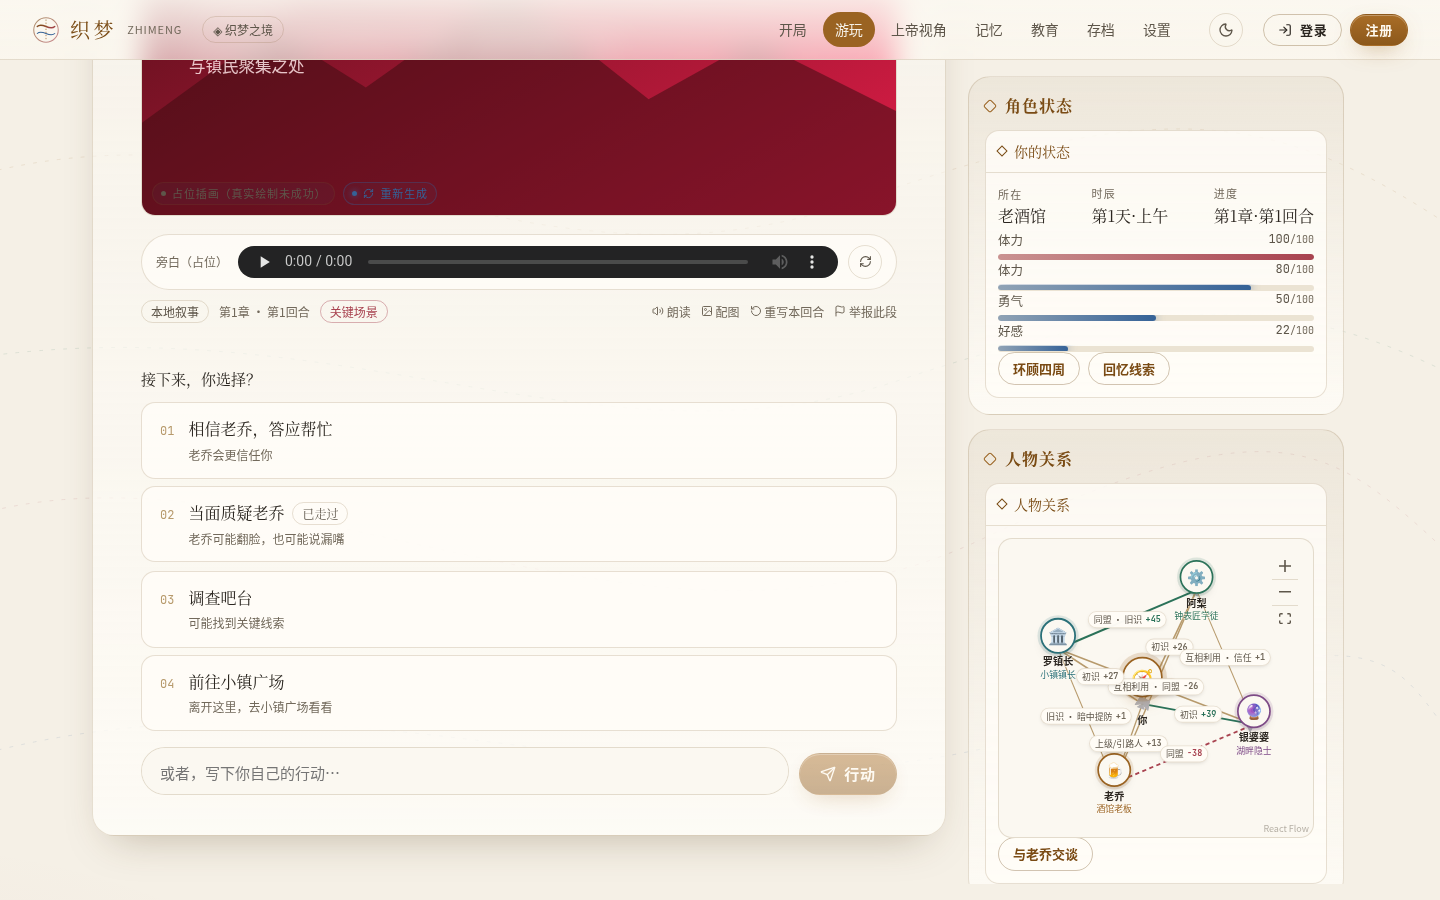 织梦 ZHIMENG ◈织梦之境 开局 游玩 上帝视角 记忆 教育 存档 设置 登录 注册
与镇民聚集之处
占位插画（真实绘制未成功） 重新生成
旁白（占位） 0:00 / 0:00
本地叙事 第1章 · 第1回合 关键场景 朗读 配图 重写本回合 举报此段
接下来，你选择？
01 相信老乔，答应帮忙
老乔会更信任你
02 当面质疑老乔 已走过
老乔可能翻脸，也可能说漏嘴
03 调查吧台
可能找到关键线索
04 前往小镇广场
离开这里，去小镇广场看看
或者，写下你自己的行动…
行动
角色状态
你的状态
所在 时辰 进度
老酒馆 第1天·上午 第1章·第1回合
体力 100/100
体力 80/100
勇气 50/100
好感 22/100
环顾四周 回忆线索
人物关系
人物关系
阿梨
钟表匠学徒
同盟 · 旧识 +45
罗镇长
小镇镇长
初识 +26
互相利用 · 信任 +1
初识 +27
互相利用 · 同盟 -26
旧识 · 暗中提防 +1
你
初识 +39
银婆婆
湖畔隐士
上级/引路人 +13
同盟 -38
老乔
酒馆老板
React Flow
与老乔交谈